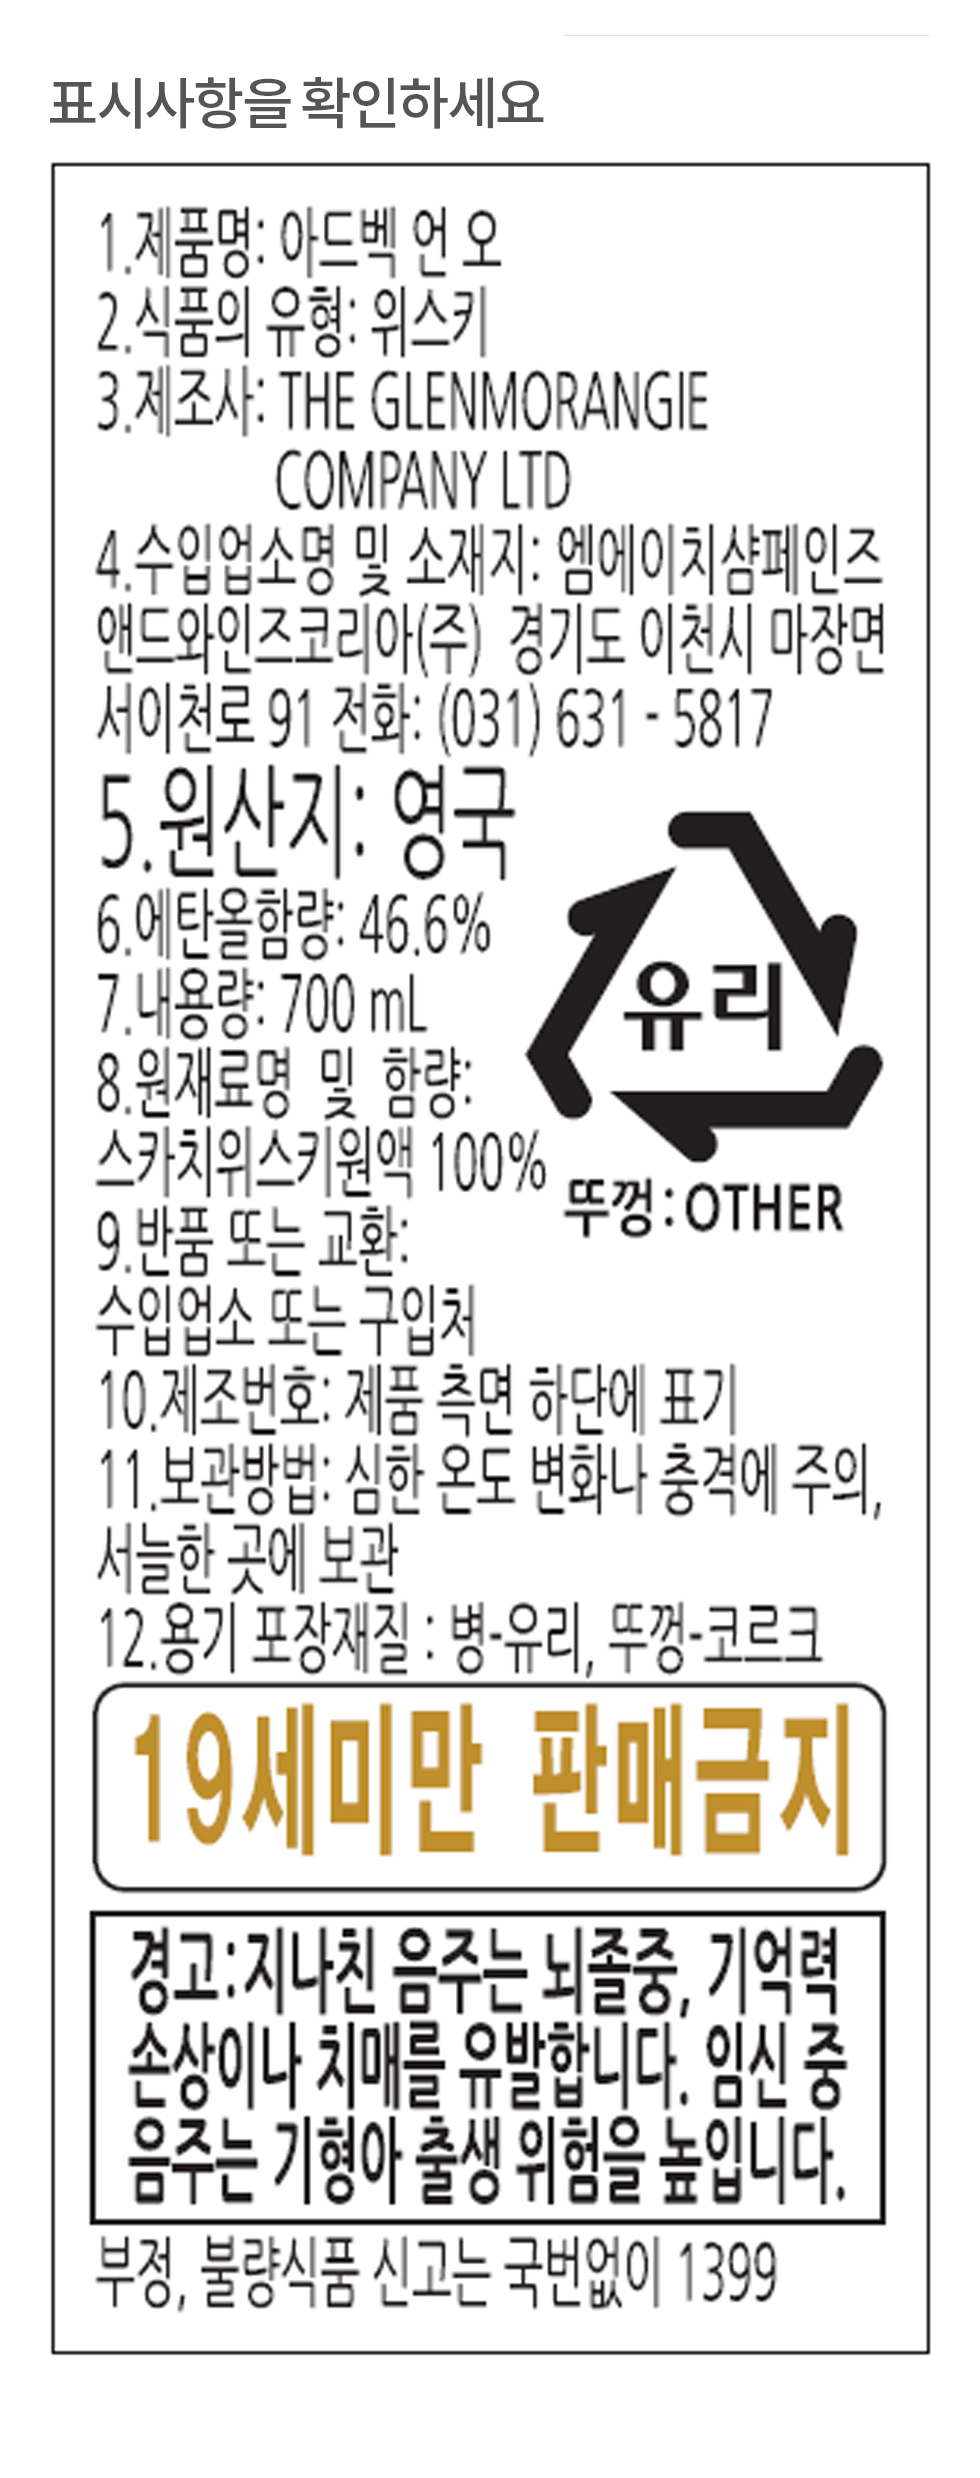 표시사항을 확인하세요
1.제품명: 아드벡 언 오
2.식품의 유형: 위스키
3.제조사: THE GLENMORANGIE
COMPANY LTD
4.수입업소명 및 소재지: 엠에이치샴페인즈
앤드와인즈코리아(주) 경기도 이천시 마장면
서이천로 91 전화: (031) 631 - 5817
5.원산지: 영국
6.에탄올함량: 46.6%
7.내용량: 700 mL
8.원재료명 및 함량:
스카치위스키원액 100%
유리
뚜껑:OTHER
9.반품 또는 교환:
수입업소 또는 구입처
10.제조번호: 제품 측면 하단에 표기
11.보관방법: 심한 온도 변화나 충격에 주의,
서늘한 곳에 보관
12.용기 포장재질 : 병-유리, 뚜껑-코르크
19세미만 판매금지
경고:지나친 음주는 뇌졸중, 기억력
손상이나 치매를 유발합니다. 임신 중
음주는 기형아 출생 위험을 높입니다.
부정, 불량식품 신고는 국번없이 1399